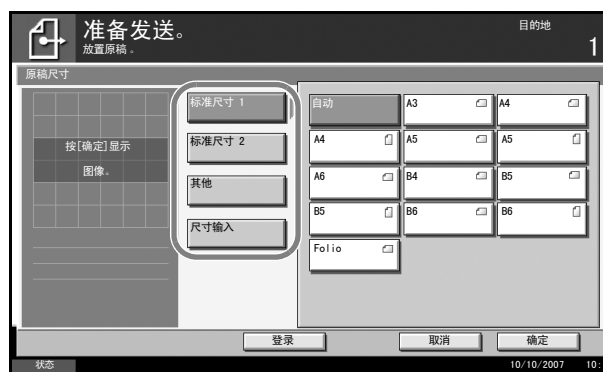 准备发送。
放置原稿。
目的地
1
原稿尺寸
按[确定]显示
图像。
标准尺寸 1
标准尺寸 2
其他
尺寸输入
自动
A3
A4
A4
A5
A5
A6
B4
B5
B5
B6
B6
Folio
登录
取消
确定
状态
10/10/2007 10: